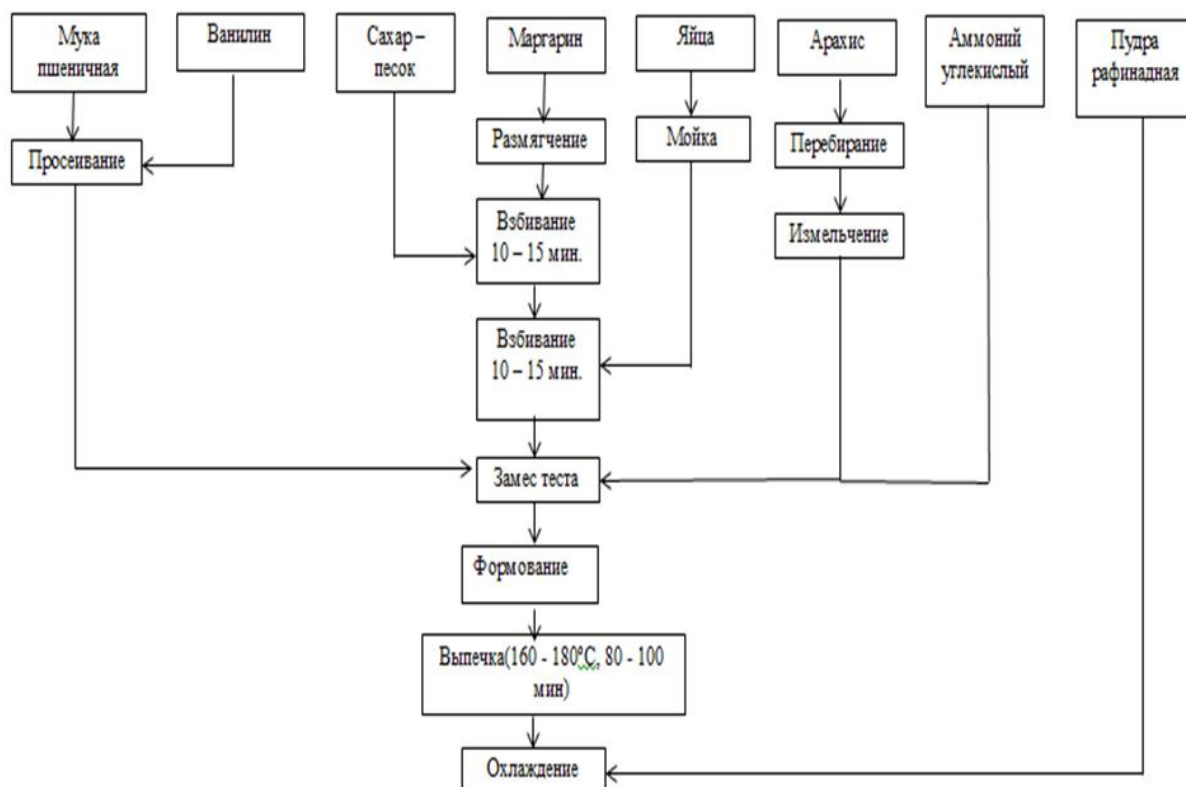 Мука
пшеничная
Ванилин
Сахар –
песок
Маргарин
Яйца
Арахис
Аммоний
углекислый
Пудра
рафинадная
Просеивание
Размягчение
Мойка
Перебирание
Взбивание
10 – 15 мин.
Измельчение
Взбивание
10 – 15 мин.
Замес теста
Формование
Выпечка(160 - 180°С, 80 - 100
мин)
Охлаждение